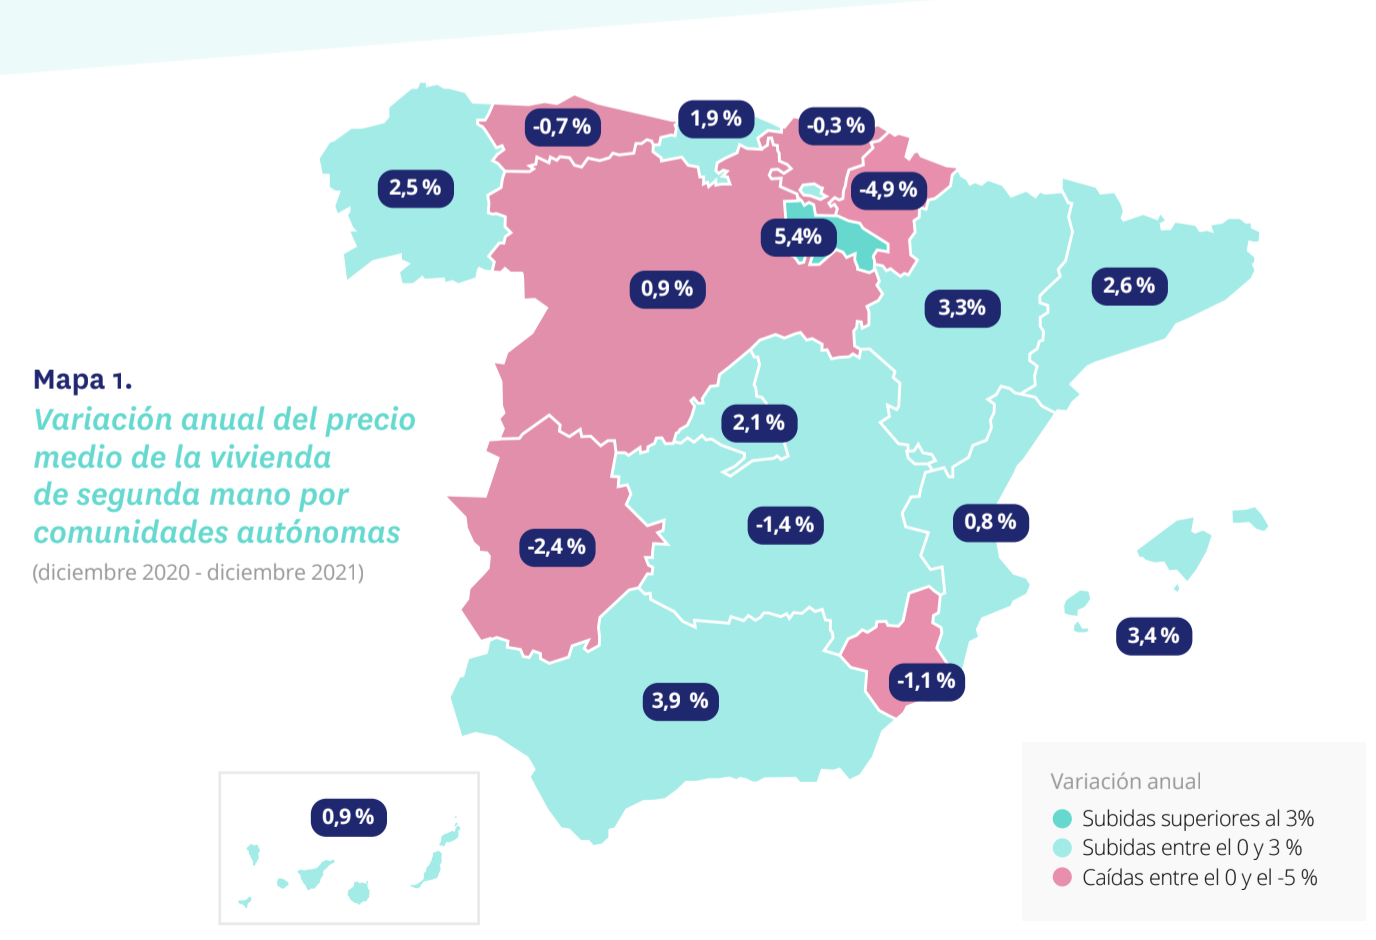 -0,7 %
1,9 %
-0,3 %
2,5 %
-4,9 %
5,4%
0,9 %
3,3%
2,6 %
Mapa 1.
Variación anual del precio
medio de la vivienda
de segunda mano por
comunidades autónomas
(diciembre 2020 - diciembre 2021)
2,1 %
-1,4 %
0,8 %
-2,4 %
3,4 %
-1,1 %
3,9 %
0,9 %
Variación anual
Subidas superiores al 3%
Subidas entre el 0 y 3 %
Caídas entre el 0 y el -5 %